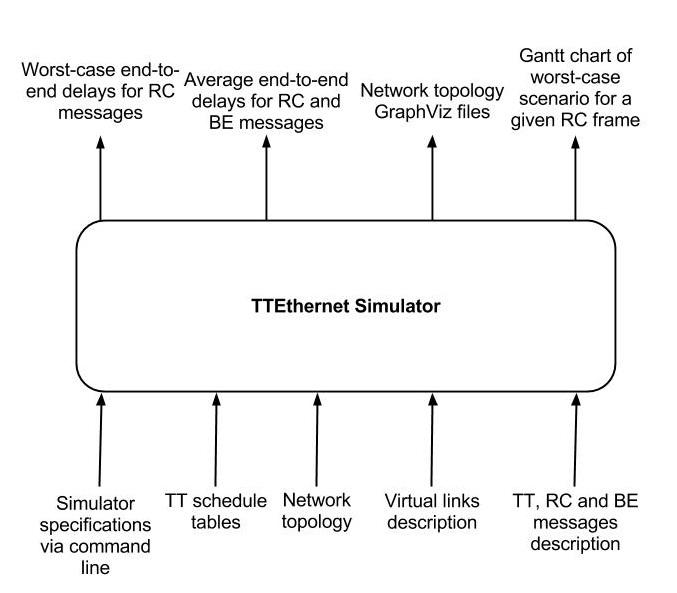 Worst-case end-to-
end delays for RC
messages
Average end-to-end
delays for RC and
BE messages
Network topology
GraphViz files
Gantt chart of
worst-case
scenario for a
given RC frame
TTEthernet Simulator
Simulator
specifications
via command
line
TT schedule
tables
Network
topology
Virtual links
description
TT, RC and BE
messages
description